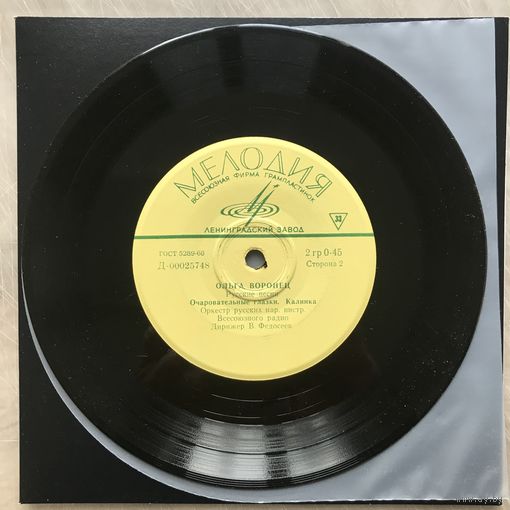 МЕЛОДИЯ
ВСЕСОЮЗНАЯ ФИРМА ГРАМПЛАСТИНОК
ЛЕНИНГРАДСКИЙ ЗАВОД
33
ГОСТ 5289-60
2 гр 0-45
Д-00025748
Сторона 2
ОЛЬГА ВОРОНЕЦ
Русские песни
Очаровательные глазки. Калинка
Оркестр русских нар. инстр.
Всесоюзного радио
Дирижер В. Федосеев